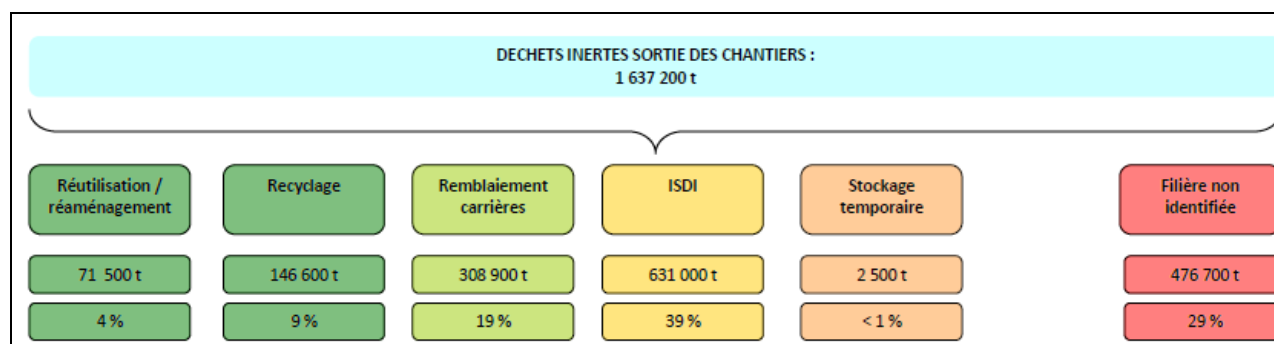 DECHETS INERTES SORTIE DES CHANTIERS :
1 637 200 t
Réutilisation /
réaménagement
Recyclage
Remblaiement
carrières
ISDI
Stockage
temporaire
Filière non
identifiée
71 500 t
146 600 t
308 900 t
631 000 t
2 500 t
476 700 t
4 %
9 %
19 %
39 %
< 1 %
29 %